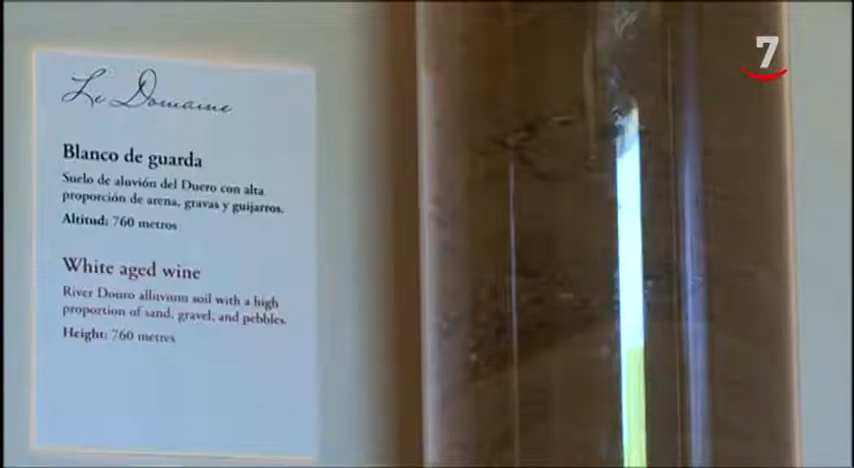 Le Domaine
Blanco de guarda
Suelo de aluvión del Duero con alta
proporción de arena, gravas y guijarros.
Altitud: 760 metros
White aged wine
River Douro alluvium soil with a high
proportion of sand, gravel, and pebbles.
Height: 760 metres
7